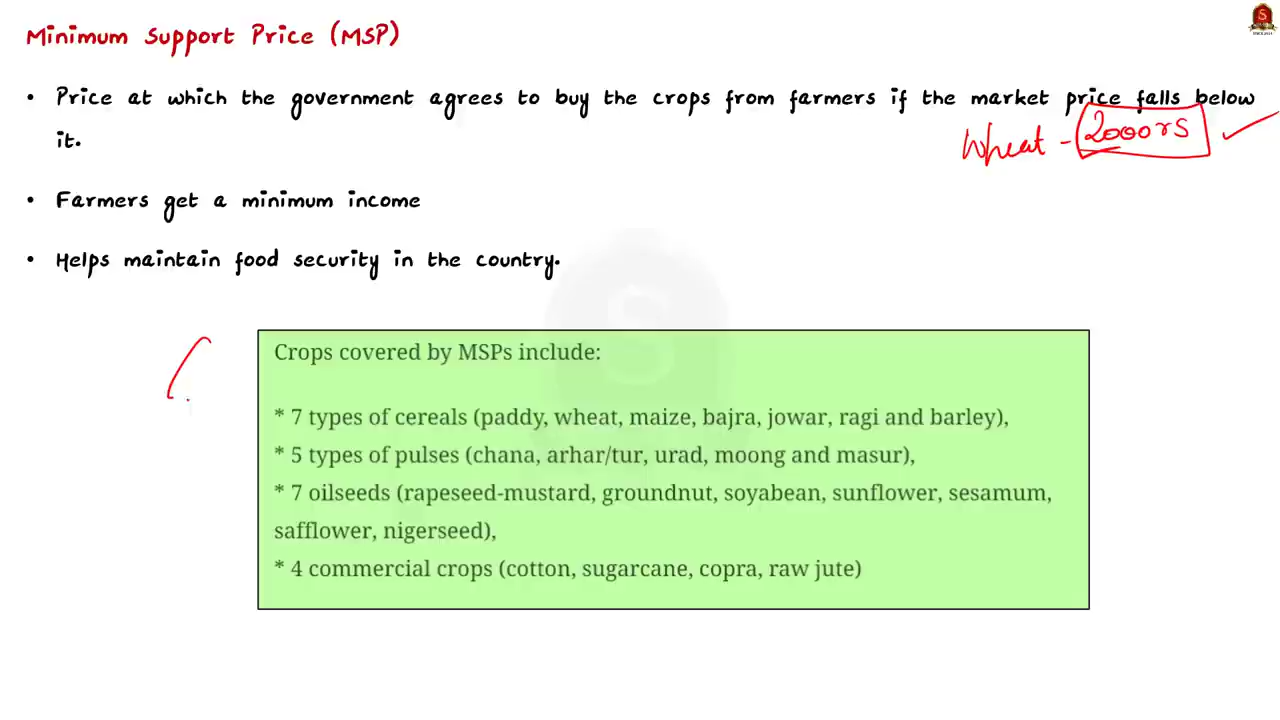 Minimum Support Price (MSP)
• Price at which the government agrees to buy the crops from farmers if the market price falls below
it.
Wheat - 2000rs
• Farmers get a minimum income
• Helps maintain food security in the country.
Crops covered by MSPs include:
* 7 types of cereals (paddy, wheat, maize, bajra, jowar, ragi and barley),
* 5 types of pulses (chana, arhar/tur, urad, moong and masur),
* 7 oilseeds (rapeseed-mustard, groundnut, soyabean, sunflower, sesamum,
safflower, nigerseed),
* 4 commercial crops (cotton, sugarcane, copra, raw jute)